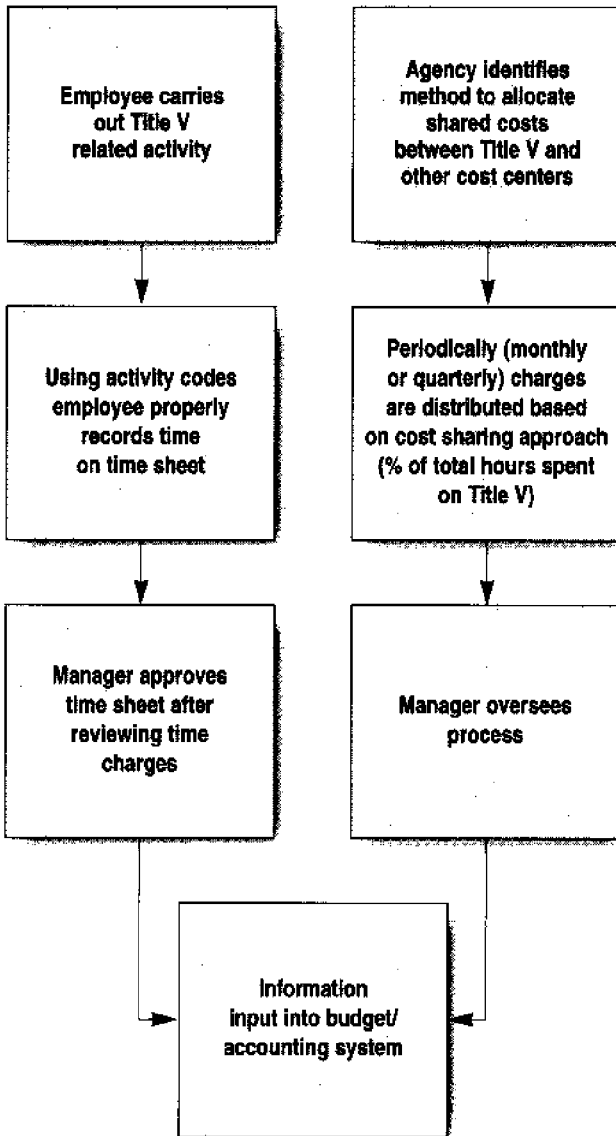 Employee carries
out Title V
related activity
Agency identifies
method to allocate
shared costs
between Title V and
other cost centers
Using activity codes
employee properly
records time
on time sheet
Periodically (monthly
or quarterly) charges
are distributed based
on cost sharing approach
(% of total hours spent
on Title V)
Manager approves
time sheet after
reviewing time
charges
Manager oversees
process
Information
input into budget/
accounting system